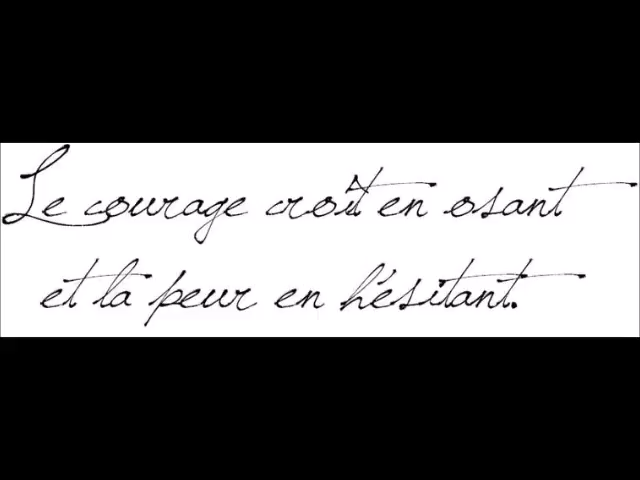 Le courage croît en osant
et la peur en hésitant.